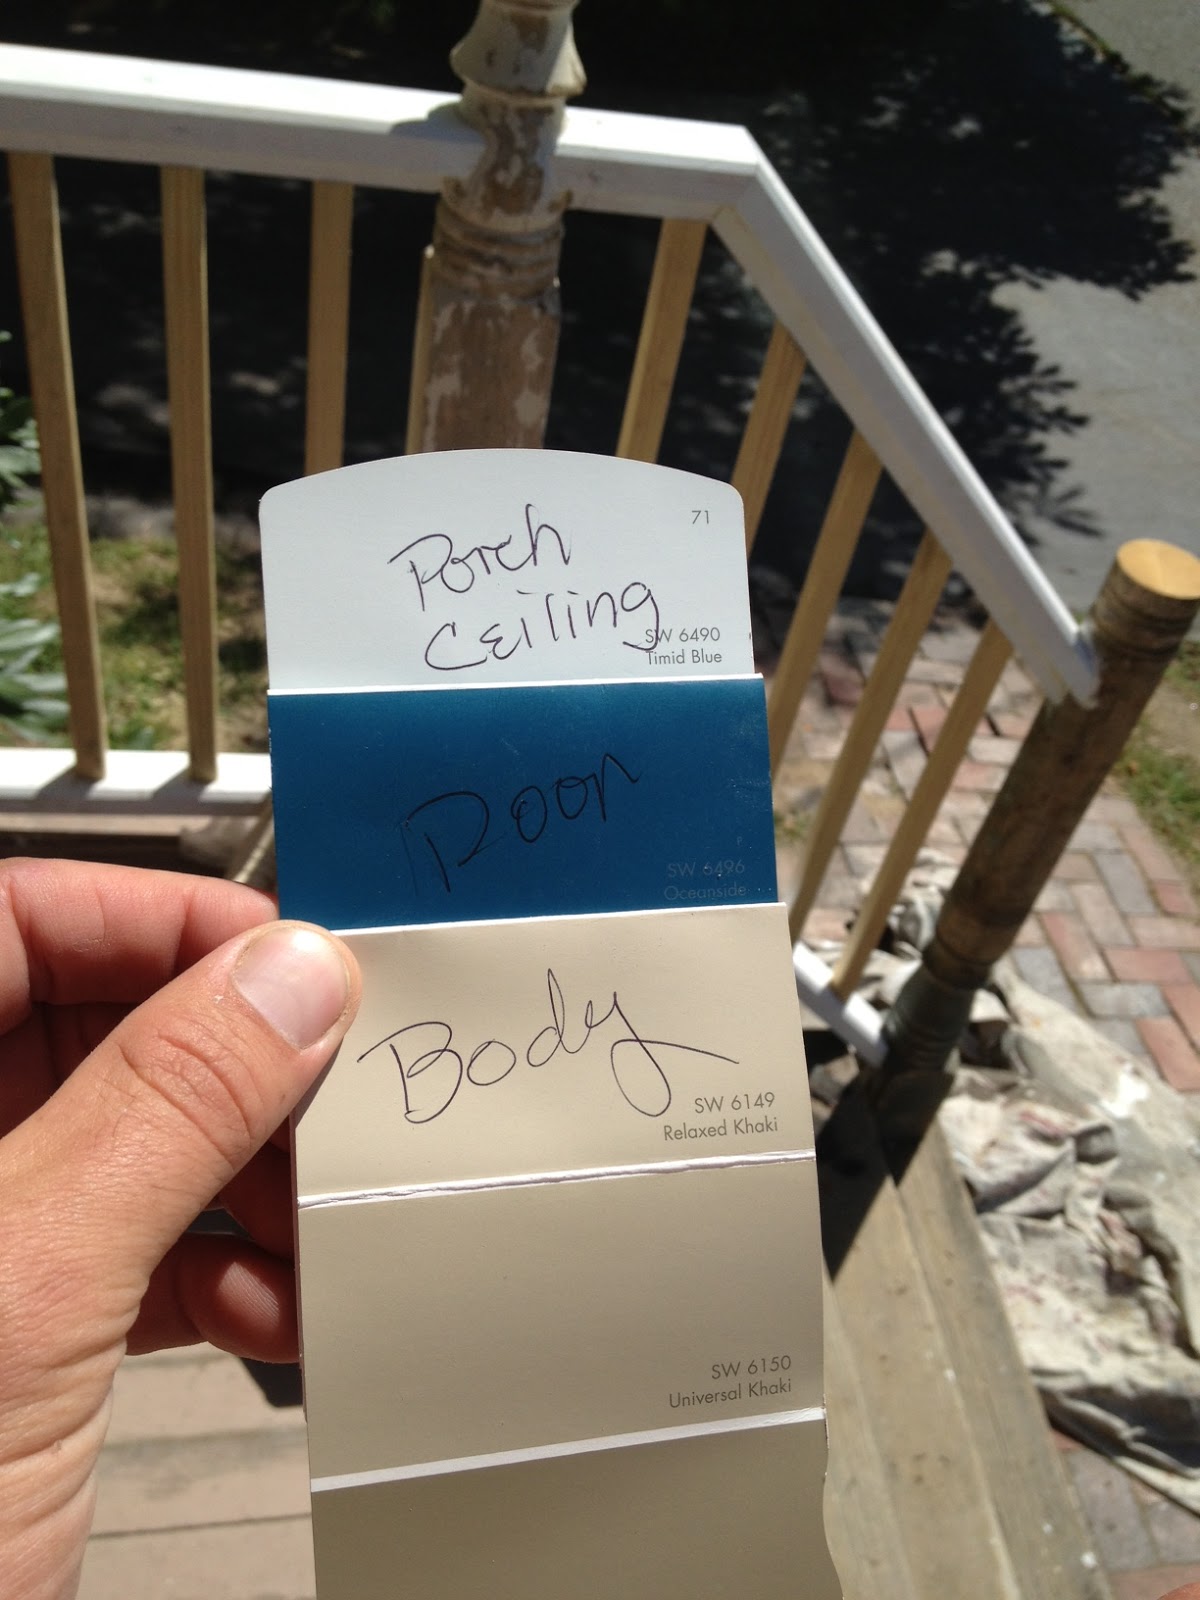 71
Porch
Ceiling
SW 6490
Timid Blue
Door
SW 6496
Oceanside
Body
SW 6149
Relaxed Khaki
SW 6150
Universal Khaki